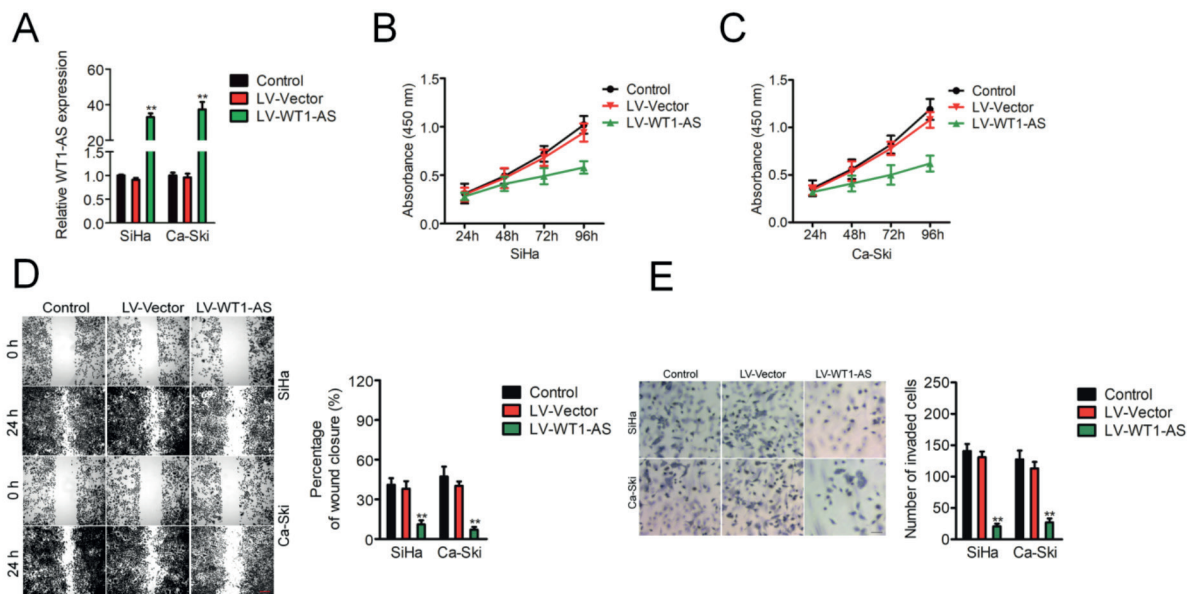 A
Relative WT1-AS expression
60
40
20
1.0
0.5
0.0
**
**
SiHa
Ca-Ski
Control
LV-Vector
LV-WT1-AS
B
Absorbance (450 nm)
1.5
1.0
0.5
0.0
24h
48h
72h
96h
SiHa
Control
LV-Vector
LV-WT1-AS
C
Absorbance (450 nm)
1.5
1.0
0.5
0.0
24h
48h
72h
96h
Ca-Ski
Control
LV-Vector
LV-WT1-AS
D
Control
LV-Vector
LV-WT1-AS
0 h
24 h
0 h
24 h
SiHa
Ca-Ski
Percentage
of wound closure (%)
120
90
60
30
0
**
**
SiHa
Ca-Ski
Control
LV-Vector
LV-WT1-AS
E
Control
LV-Vector
LV-WT1-AS
SiHa
Ca-Ski
Number of invaded cells
250
200
150
100
50
0
**
**
SiHa
Ca-Ski
Control
LV-Vector
LV-WT1-AS